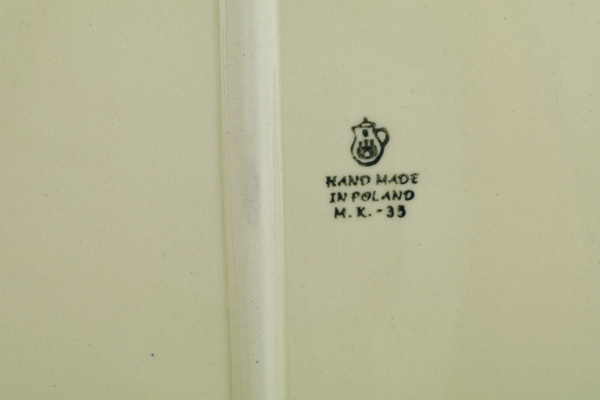 HAND MADE
IN POLAND
M. K. - 33